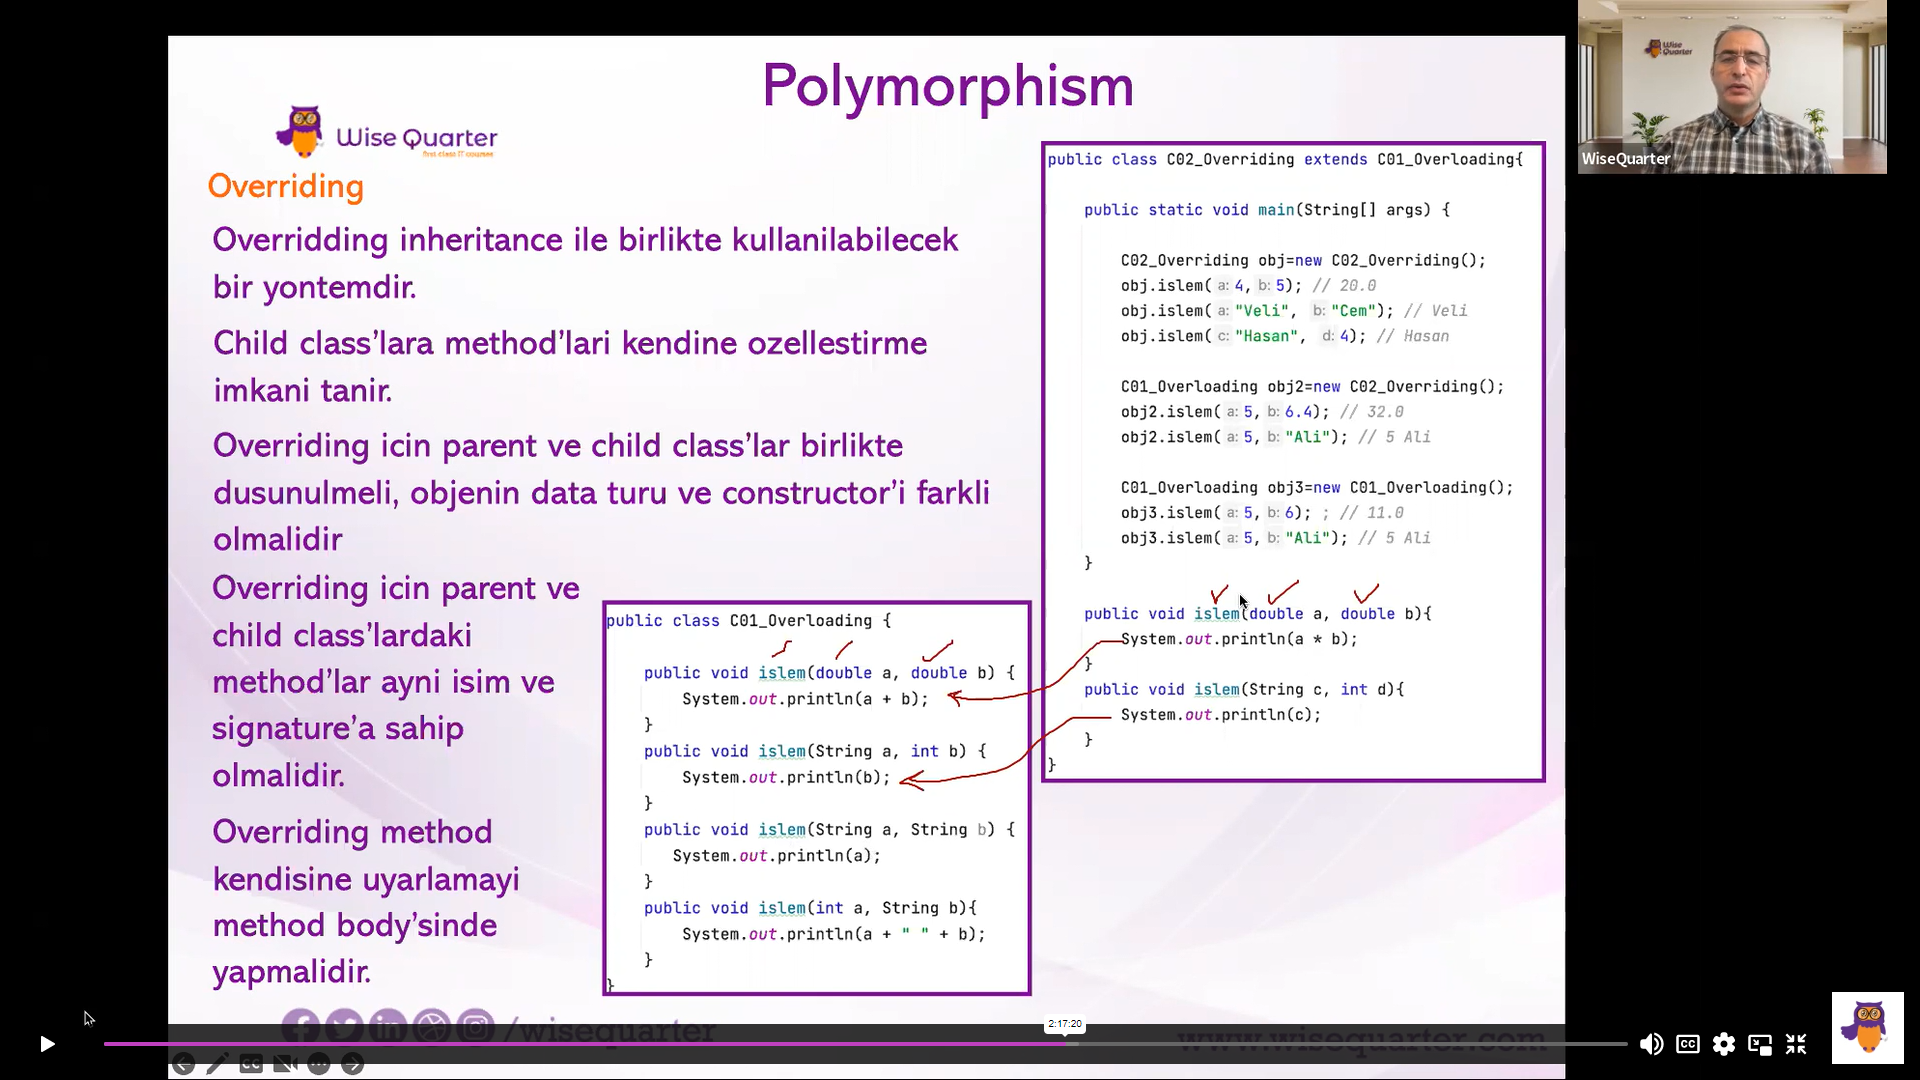 Polymorphism
Wise Quarter
first class IT courses
Overriding
Overridding inheritance ile birlikte kullanilabilecek
bir yontemdir.
Child class’lara method’lari kendine ozellestirme
imkani tanir.
Overriding icin parent ve child class’lar birlikte
dusunulmeli, objenin data turu ve constructor’i farkli
olmalidir
Overriding icin parent ve
child class’lardaki
method’lar ayni isim ve
signature’a sahip
olmalidir.
Overriding method
kendisine uyarlamayi
method body’sinde
yapmalidir.
public class C01_Overloading {
public void islem(double a, double b) {
System.out.println(a + b);
}
public void islem(String a, int b) {
System.out.println(b);
}
public void islem(String a, String b) {
System.out.println(a);
}
public void islem(int a, String b){
System.out.println(a + " " + b);
}
}
public class C02_Overriding extends C01_Overloading{
public static void main(String[] args) {
C02_Overriding obj=new C02_Overriding();
obj.islem( a: 4, b: 5); // 20.0
obj.islem( a: "Veli", b: "Cem"); // Veli
obj.islem( c: "Hasan", d: 4); // Hasan
C01_Overloading obj2=new C02_Overriding();
obj2.islem( a: 5, b: 6.4); // 32.0
obj2.islem( a: 5, b: "Ali"); // 5 Ali
C01_Overloading obj3=new C01_Overloading();
obj3.islem( a: 5, b: 6); ; // 11.0
obj3.islem( a: 5, b: "Ali"); // 5 Ali
}
public void islem(double a, double b){
System.out.println(a * b);
}
public void islem(String c, int d){
System.out.println(c);
}
}
Wise
Quarter
WiseQuarter
/wisequarter
www.wisequarter.com
2:17:20
CC
CC